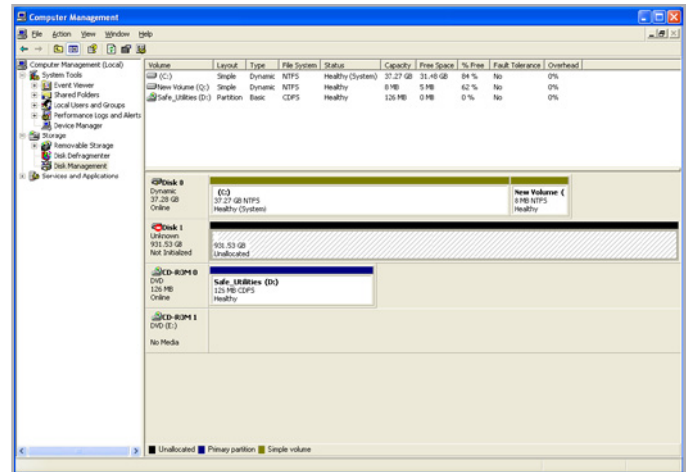 Computer Management
File Action View Window Help
Computer Management (Local)
System Tools
Event Viewer
Shared Folders
Local Users and Groups
Performance Logs and Alerts
Device Manager
Storage
Removable Storage
Disk Defragmenter
Disk Management
Services and Applications
Volume Layout Type File System Status Capacity Free Space % Free Fault Tolerance Overhead
(C:) Simple Dynamic NTFS Healthy (System) 37.27 GB 31.48 GB 84 % No 0%
New Volume (Q:) Simple Dynamic NTFS Healthy 8 MB 5 MB 62 % No 0%
Safe_Utilities (D:) Partition Basic CDFS Healthy 126 MB 0 MB 0 % No 0%
Disk 0
Dynamic
37.28 GB
Online
(C:)
37.27 GB NTFS
Healthy (System)
New Volume (
8 MB NTFS
Healthy
Disk 1
Unknown
931.53 GB
Not Initialized
931.53 GB
Unallocated
CD-ROM 0
DVD
126 MB
Online
Safe_Utilities (D:)
126 MB CDFS
Healthy
CD-ROM 1
DVD (E:)
No Media
Unallocated Primary partition Simple volume